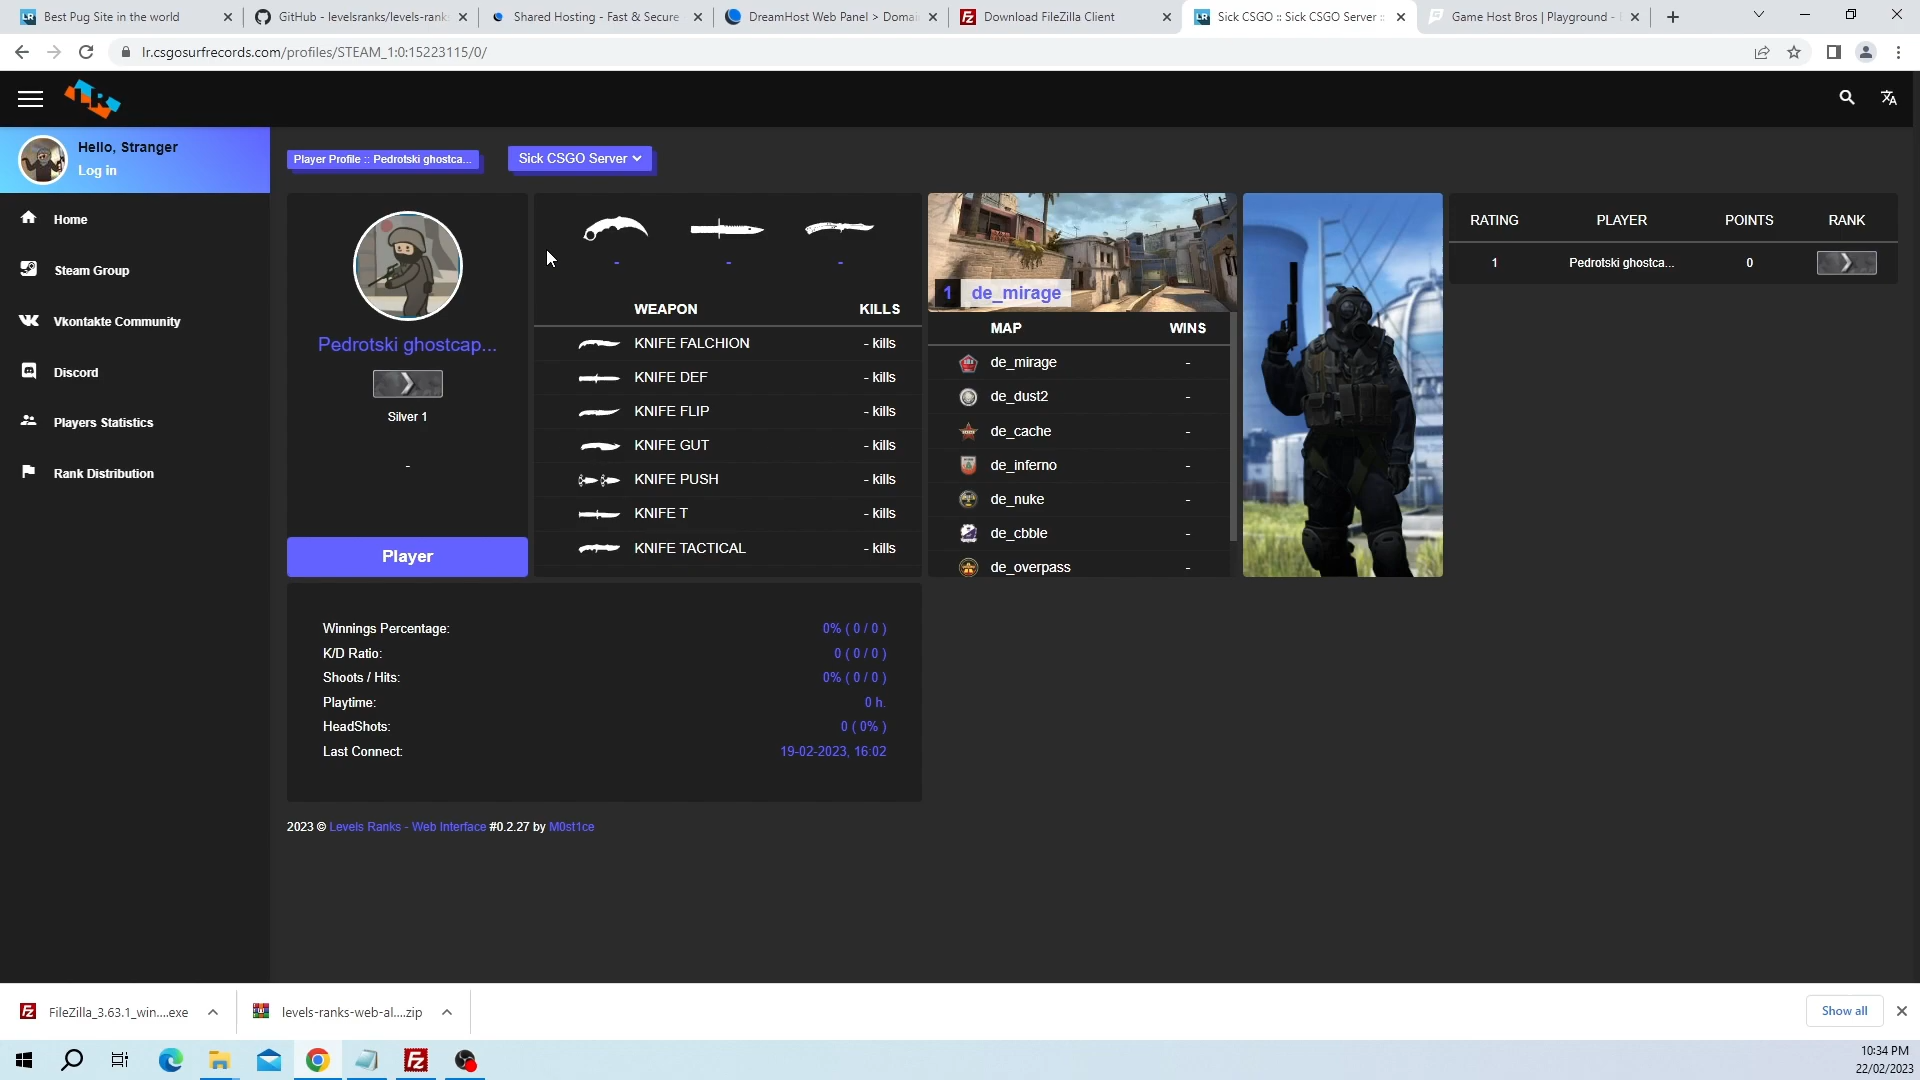 Best Pug Site in the world
GitHub - levelsranks/levels-rank
Shared Hosting - Fast & Secure
DreamHost Web Panel > Domai
Download FileZilla Client
Sick CSGO :: Sick CSGO Server ::
Game Host Bros | Playground -
lr.csgosurfrecords.com/profiles/STEAM_1:0:15223115/0/
Hello, Stranger
Log in
Home
Steam Group
Vkontakte Community
Discord
Players Statistics
Rank Distribution
Player Profile :: Pedrotski ghostca...
Sick CSGO Server
Pedrotski ghostcap...
Silver 1
-
Player
- - -
WEAPON KILLS
KNIFE FALCHION - kills
KNIFE DEF - kills
KNIFE FLIP - kills
KNIFE GUT - kills
KNIFE PUSH - kills
KNIFE T - kills
KNIFE TACTICAL - kills
1 de_mirage
MAP WINS
de_mirage -
de_dust2 -
de_cache -
de_inferno -
de_nuke -
de_cbble -
de_overpass -
RATING PLAYER POINTS RANK
1 Pedrotski ghostca... 0
Winnings Percentage: 0% ( 0 / 0 )
K/D Ratio: 0 ( 0 / 0 )
Shoots / Hits: 0% ( 0 / 0 )
Playtime: 0 h.
HeadShots: 0 ( 0% )
Last Connect: 19-02-2023, 16:02
2023 © Levels Ranks - Web Interface #0.2.27 by M0st1ce
FileZilla_3.63.1_win....exe
levels-ranks-web-al....zip
Show all
10:34 PM
22/02/2023